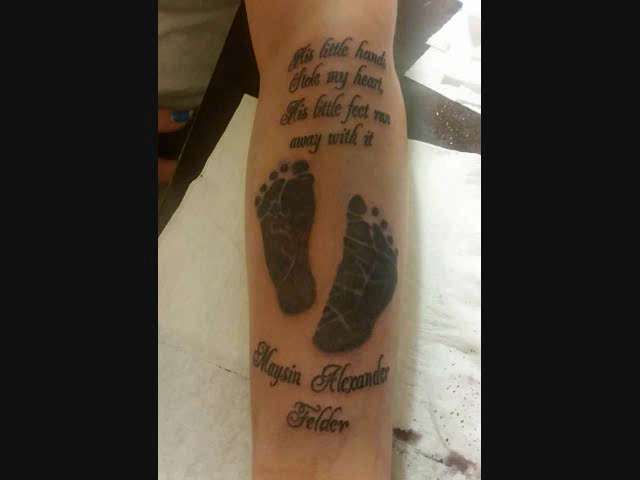 His little hands
Stole my heart,
His little feet ran
away with it
Maysin Alexander
Felder